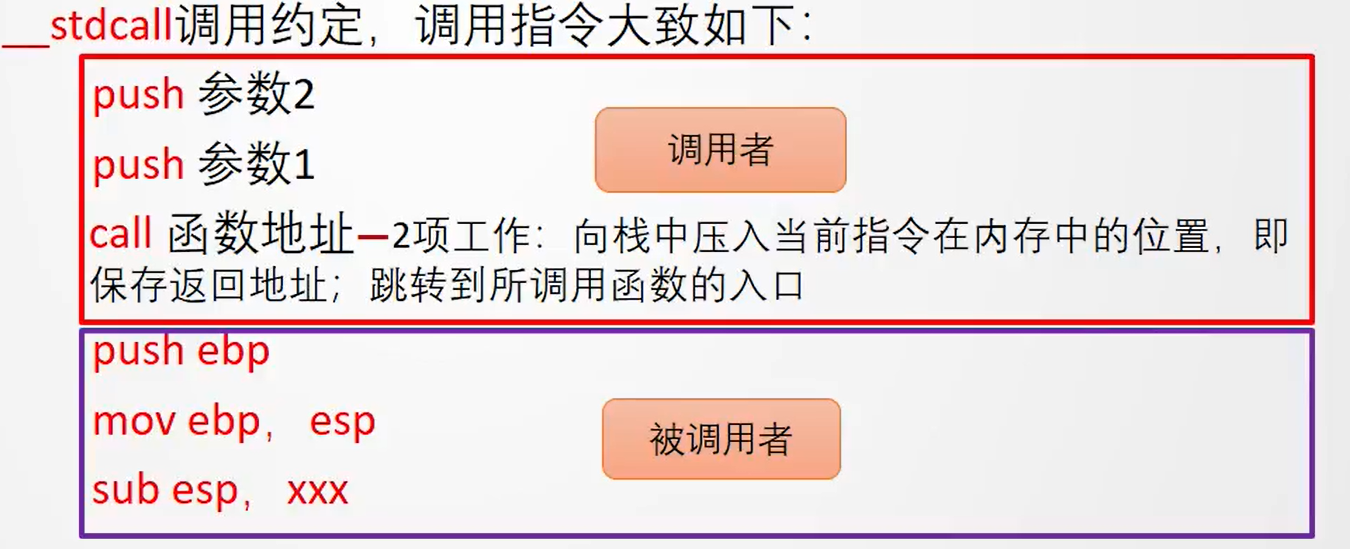 __stdcall调用约定，调用指令大致如下：
push 参数2
调用者
push 参数1
call 函数地址—2项工作：向栈中压入当前指令在内存中的位置，即
保存返回地址；跳转到所调用函数的入口
push ebp
mov ebp， esp
被调用者
sub esp， xxx